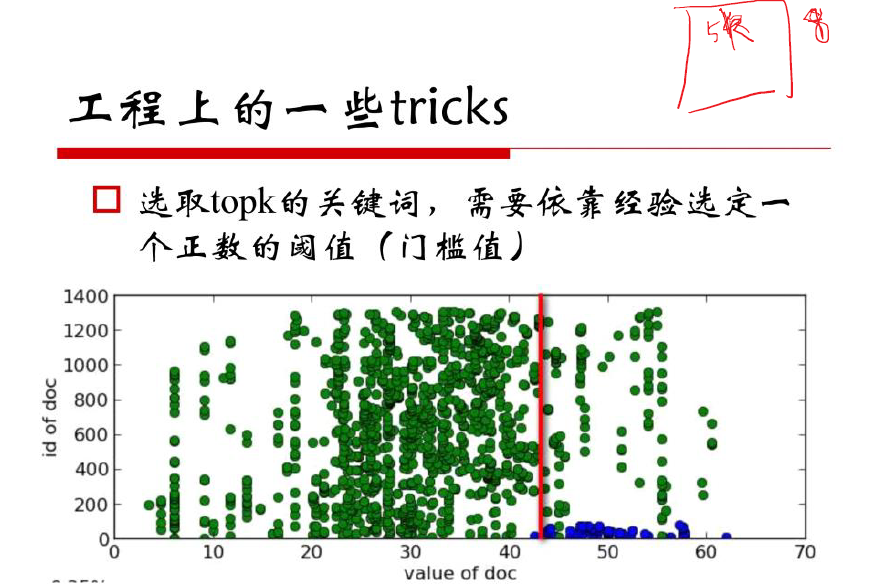 工程上的一些tricks
选取topk的关键词，需要依靠经验选定一
个正数的阈值（门槛值）
1400
1200
1000
800
600
400
200
0
id of doc
0 10 20 30 40 50 60 70
value of doc